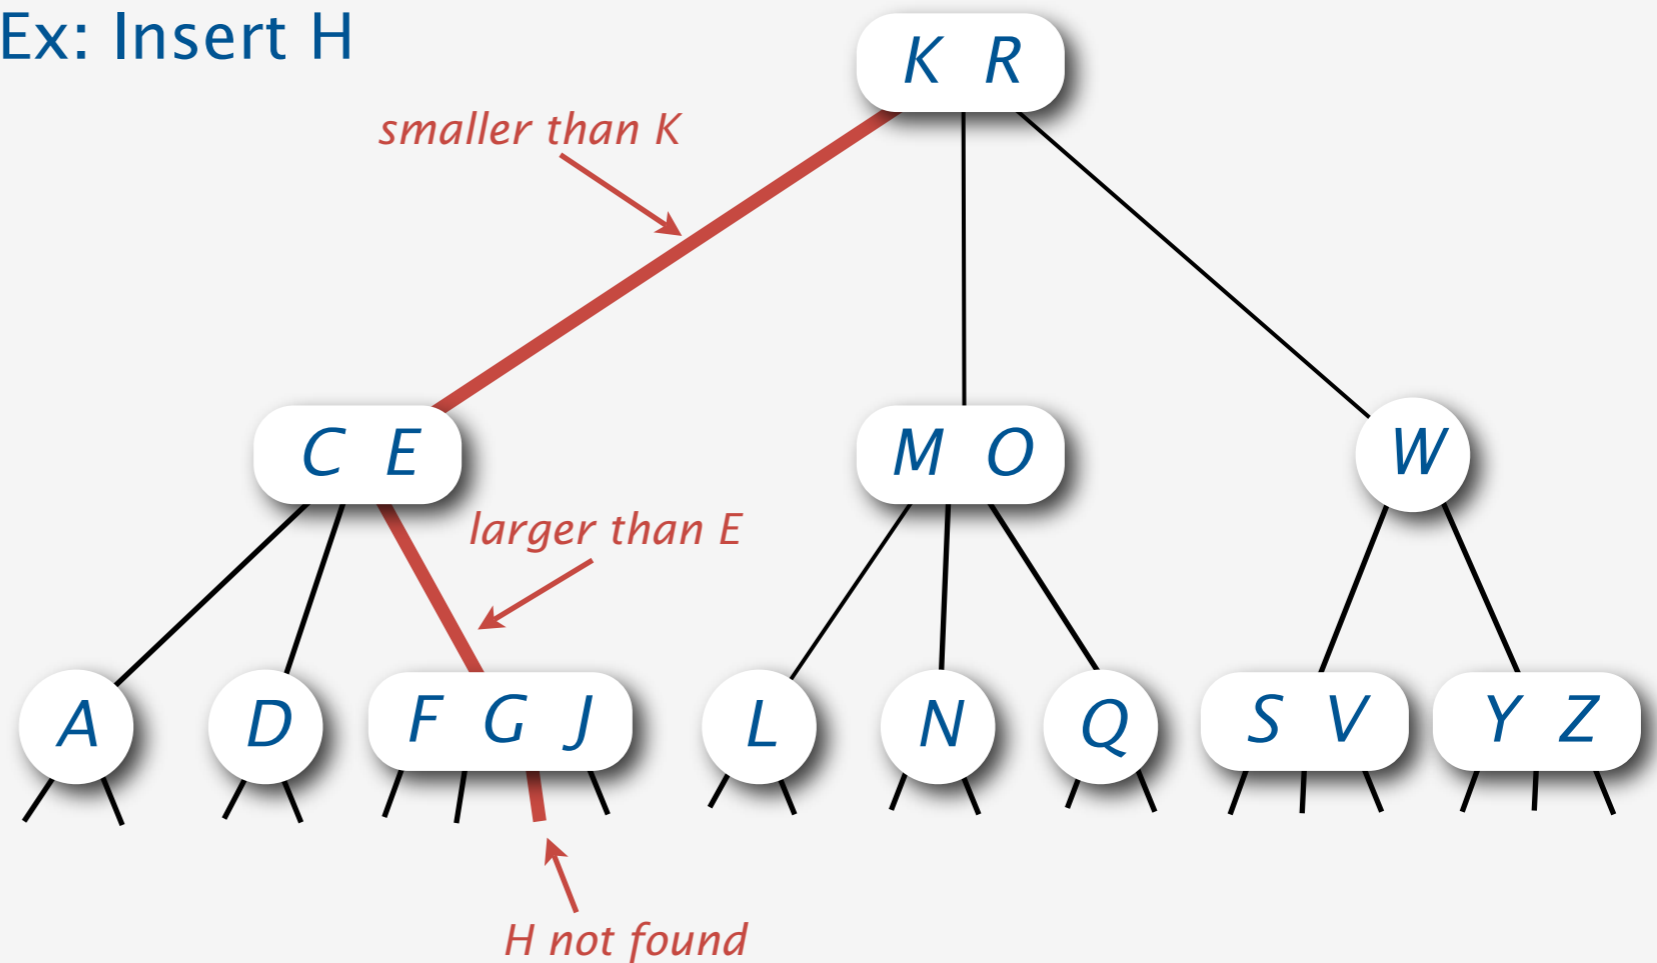 Ex: Insert H
K R
smaller than K
C E
M O
W
larger than E
A
D
F G J
L
N
Q
S V
Y Z
H not found